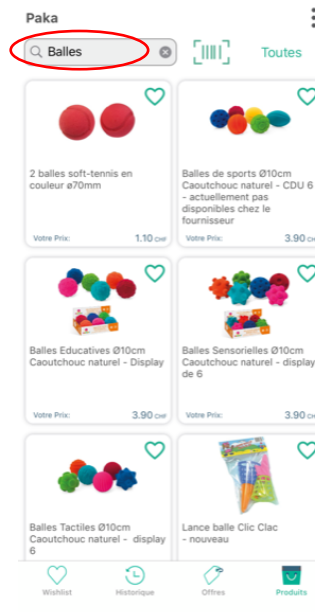 Paka
Balles
Toutes
2 balles soft-tennis en
couleur ø70mm
Votre Prix:
1.10 CHF
Balles de sports Ø10cm
Caoutchouc naturel - CDU 6
- actuellement pas
disponibles chez le
fournisseur
Votre Prix:
3.90 CHF
Balles Educatives Ø10cm
Caoutchouc naturel - Display
Votre Prix:
3.90 CHF
Balles Sensorielles Ø10cm
Caoutchouc naturel - display
de 6
Votre Prix:
3.90 CHF
Balles Tactiles Ø10cm
Caoutchouc naturel - display
6
Lance balle Clic Clac
- nouveau
Wishlist
Historique
Offres
Produits